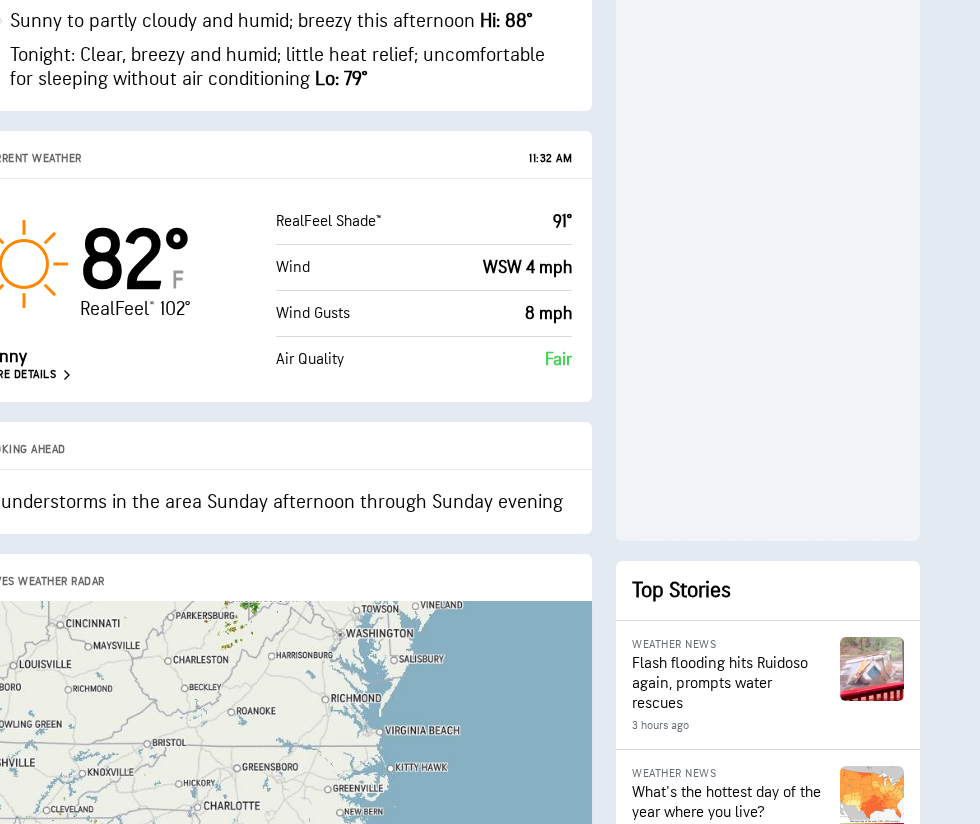 Sunny to partly cloudy and humid; breezy this afternoon Hi: 88°
Tonight: Clear, breezy and humid; little heat relief; uncomfortable
for sleeping without air conditioning Lo: 79°
RRENT WEATHER
11:32 AM
82°
F
RealFeel® 102°
RealFeel Shade™
91°
Wind
WSW 4 mph
Wind Gusts
8 mph
Air Quality
Fair
nny
RE DETAILS
OKING AHEAD
understorms in the area Sunday afternoon through Sunday evening
VES WEATHER RADAR
TOWSON
VINELAND
PARKERSBURG
CINCINNATI
WASHINGTON
MAYSVILLE
HARRISONBURG
SALISBURY
CHARLESTON
LOUISVILLE
BORO
RICHMOND
BECKLEY
RICHMOND
ROANOKE
OWLING GREEN
VIRGINIA BEACH
BRISTOL
SHVILLE
KNOXVILLE
GREENSBORO
KITTY HAWK
HICKORY
GREENVILLE
CLEVELAND
CHARLOTTE
NEW BERN
Top Stories
WEATHER NEWS
Flash flooding hits Ruidoso
again, prompts water
rescues
3 hours ago
WEATHER NEWS
What's the hottest day of the
year where you live?